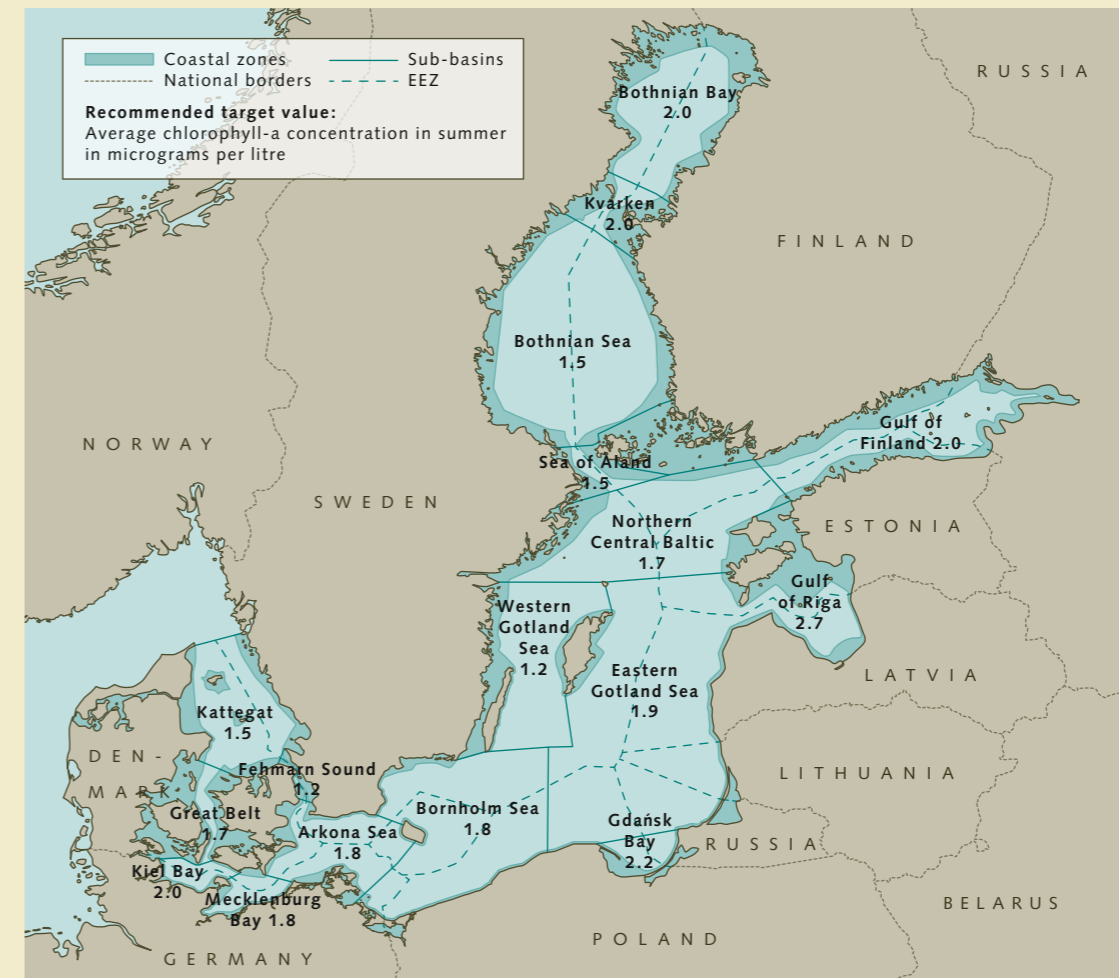 Coastal zones
Sub-basins
National borders
EEZ
Recommended target value:
Average chlorophyll-a concentration in summer
in micrograms per litre
RUSSIA
Bothnian Bay
2.0
Kvarken
2.0
FINLAND
Bothnian Sea
1.5
NORWAY
Gulf of
Finland 2.0
Sea of Aland
1.5
SWEDEN
Northern
Central Baltic
1.7
ESTONIA
Gulf
of Riga
2.7
Western
Gotland
Sea
1.2
Eastern
Gotland Sea
1.9
LATVIA
Kattegat
1.5
DEN-
MARK
Fehmarn Sound
1.2
LITHUANIA
Great Belt
1.7
Arkona Sea
1.8
Bornholm Sea
1.8
Gdańsk
Bay
2.2
RUSSIA
Kiel Bay
2.0
Mecklenburg
Bay 1.8
BELARUS
POLAND
GERMANY